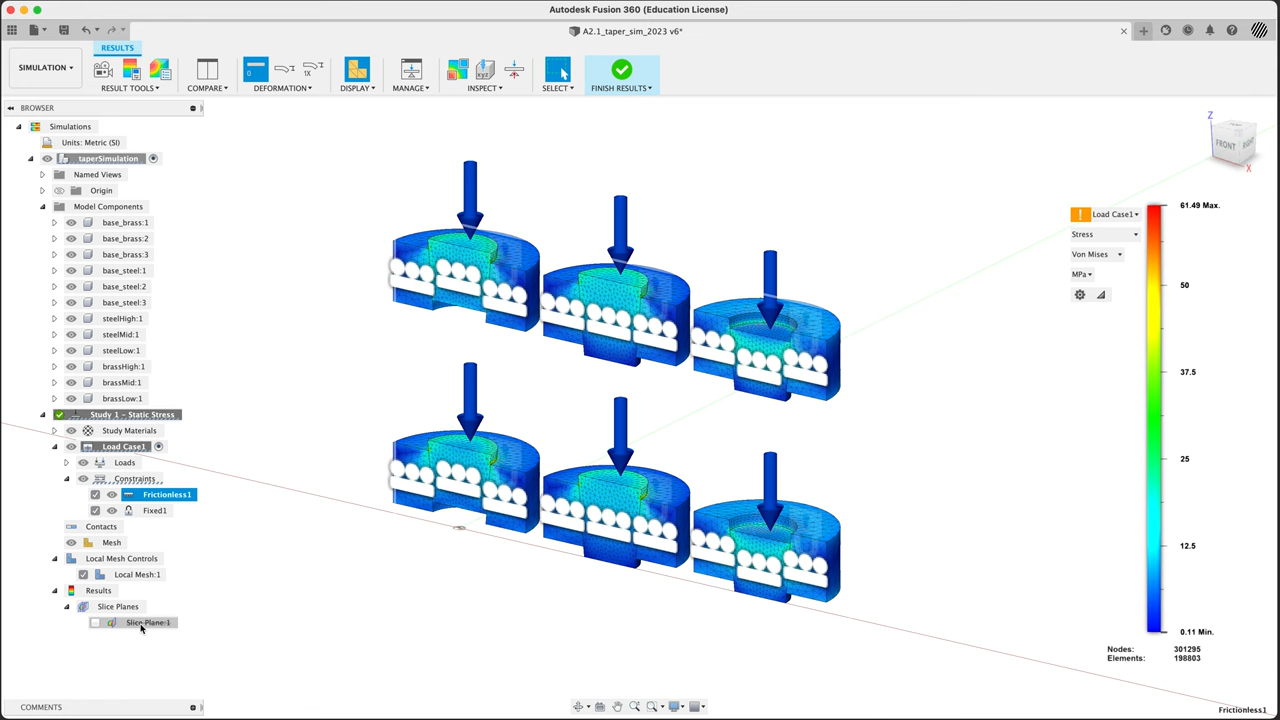 Autodesk Fusion 360 (Education License)
A2.1_taper_sim_2023 v6*
RESULTS
SIMULATION
RESULT TOOLS
COMPARE
DEFORMATION
DISPLAY
MANAGE
INSPECT
SELECT
FINISH RESULTS
BROWSER
Simulations
Units: Metric (SI)
taperSimulation
Named Views
Origin
Model Components
base_brass:1
base_brass:2
base_brass:3
base_steel:1
base_steel:2
base_steel:3
steelHigh:1
steelMid:1
steelLow:1
brassHigh:1
brassMid:1
brassLow:1
Study 1 - Static Stress
Study Materials
Load Case1
Loads
Constraints
Frictionless1
Fixed1
Contacts
Mesh
Local Mesh Controls
Local Mesh:1
Results
Slice Planes
Slice Plane:1
Z
FRONT
RIGHT
X
Load Case1
Stress
Von Mises
MPa
61.49 Max.
50
37.5
25
12.5
0.11 Min.
Nodes: 301295
Elements: 198803
COMMENTS
Frictionless1